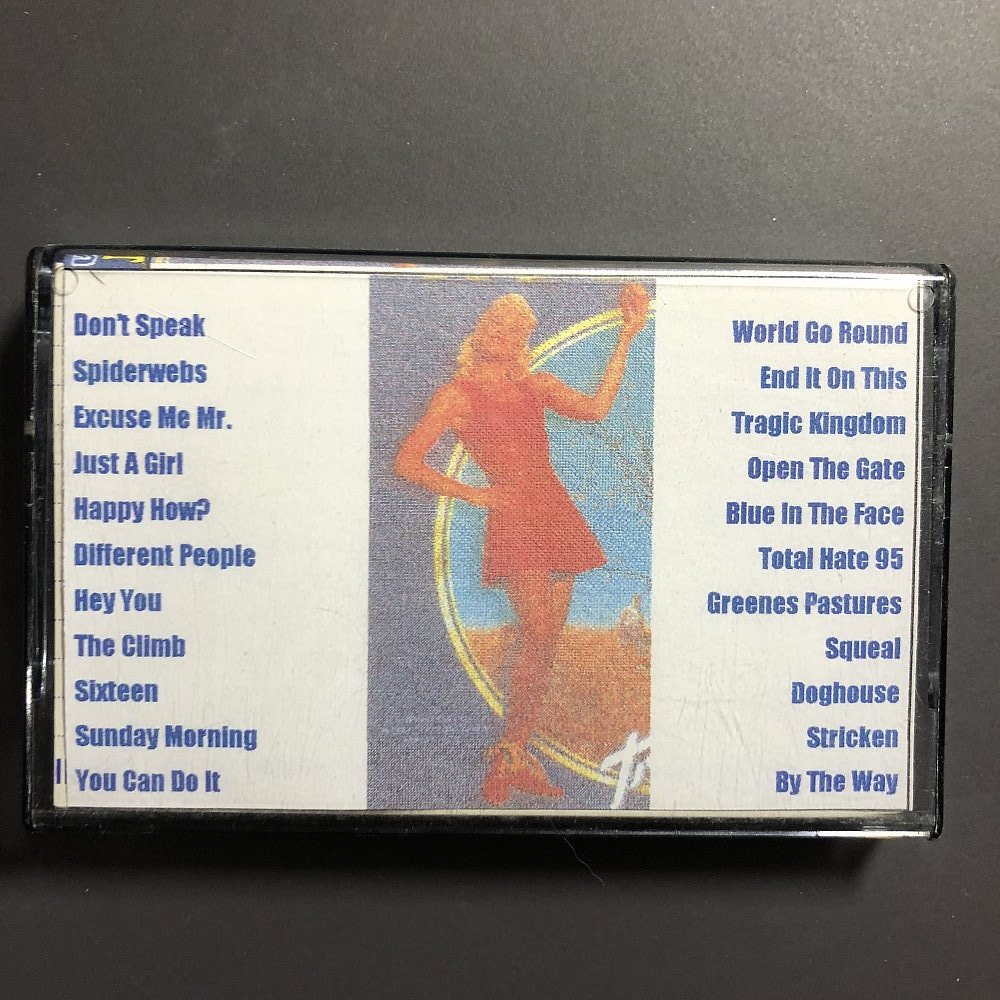 Don't Speak
Spiderwebs
Excuse Me Mr.
Just A Girl
Happy How?
Different People
Hey You
The Climb
Sixteen
Sunday Morning
You Can Do It
World Go Round
End It On This
Tragic Kingdom
Open The Gate
Blue In The Face
Total Hate 95
Greenes Pastures
Squeal
Doghouse
Stricken
By The Way